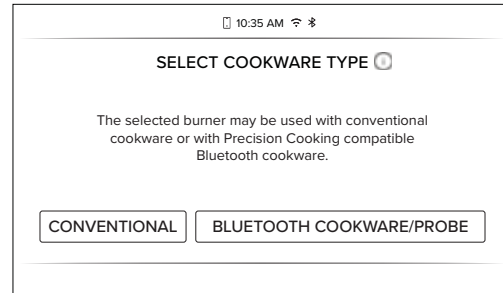 10:35 AM
SELECT COOKWARE TYPE
The selected burner may be used with conventional
cookware or with Precision Cooking compatible
Bluetooth cookware.
CONVENTIONAL
BLUETOOTH COOKWARE/PROBE